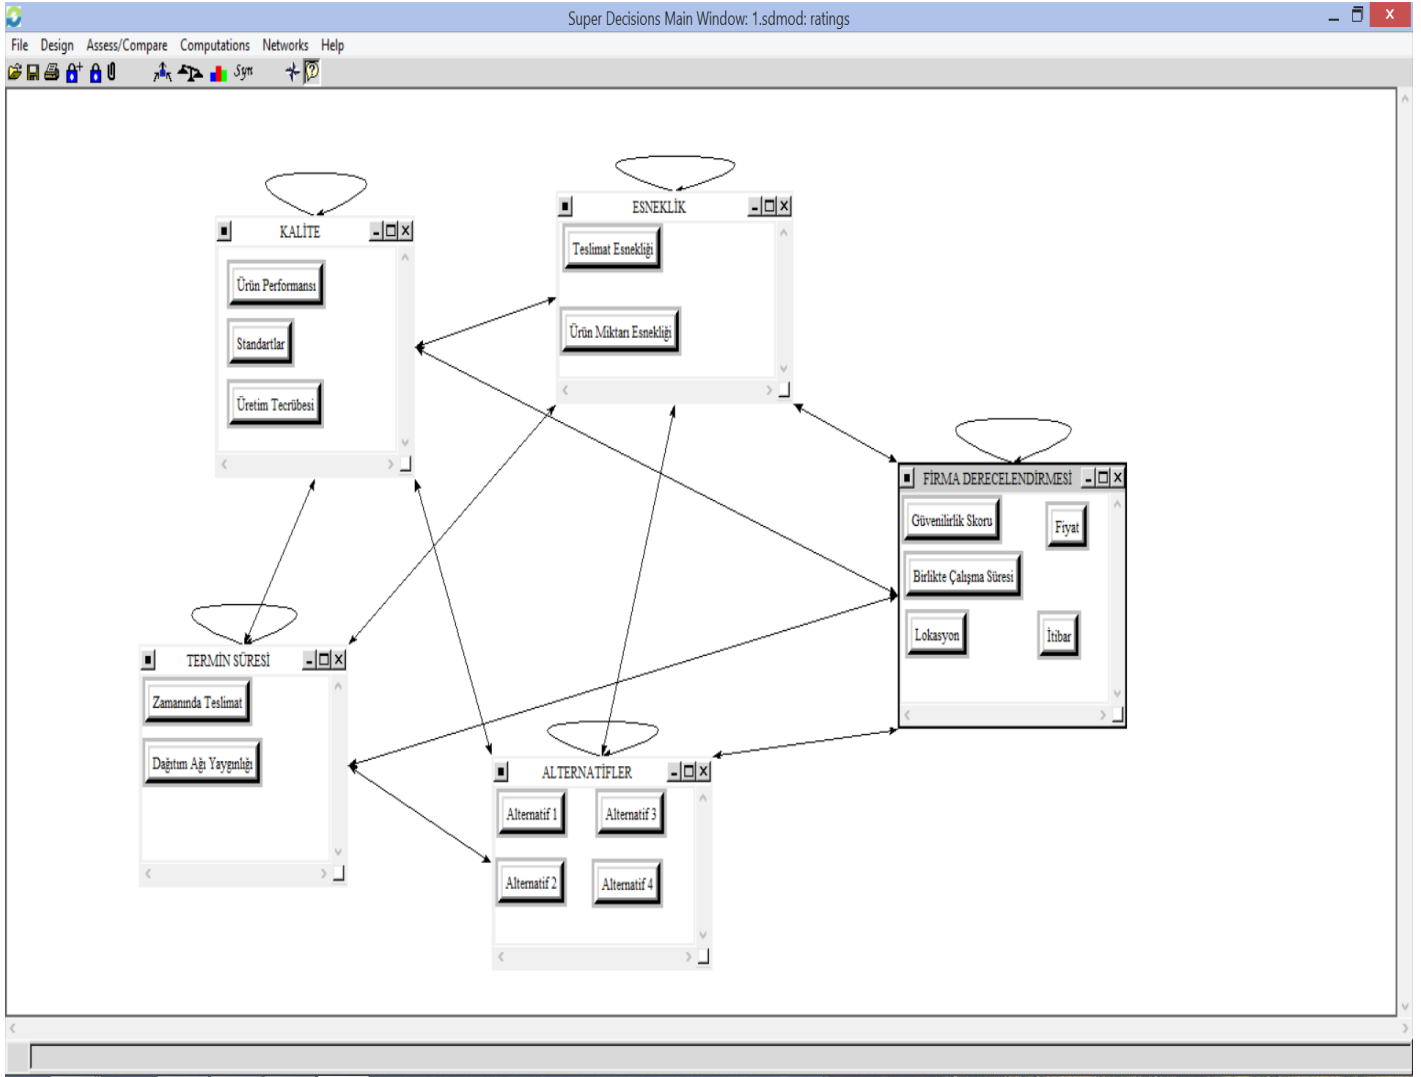 Super Decisions Main Window: 1.sdmod: ratings
File Design Assess/Compare Computations Networks Help
Syn
KALİTE
Ürün Performansı
Standartlar
Üretim Tecrübesi
ESNEKLİK
Teslimat Esnekliği
Ürün Miktarı Esnekliği
FİRMA DERECELENDİRMESİ
Güvenilirlik Skoru
Fiyat
Birlikte Çalışma Süresi
Lokasyon
İtibar
TERMİN SÜRESİ
Zamanında Teslimat
Dağıtım Ağı Yaygınlığı
ALTERNATİFLER
Alternatif 1
Alternatif 3
Alternatif 2
Alternatif 4